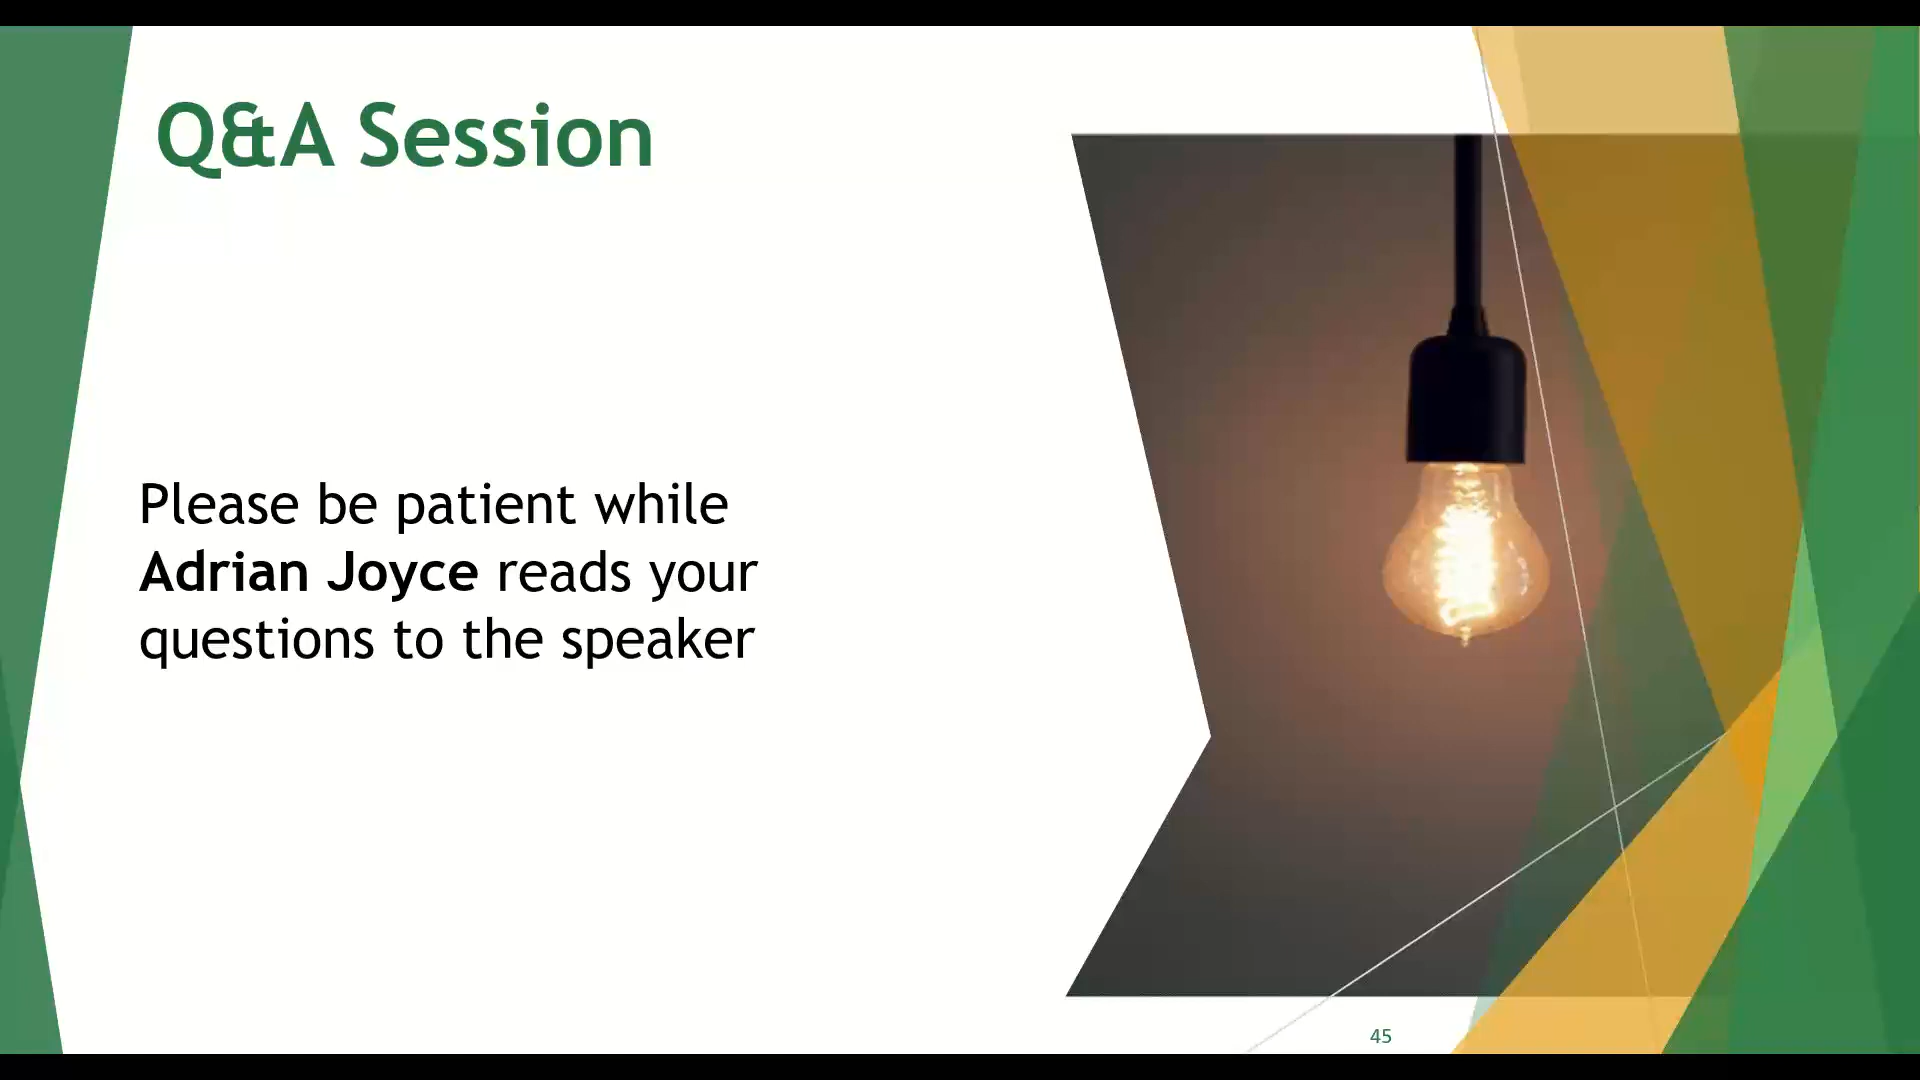 Q&A Session
Please be patient while
Adrian Joyce reads your
questions to the speaker
45